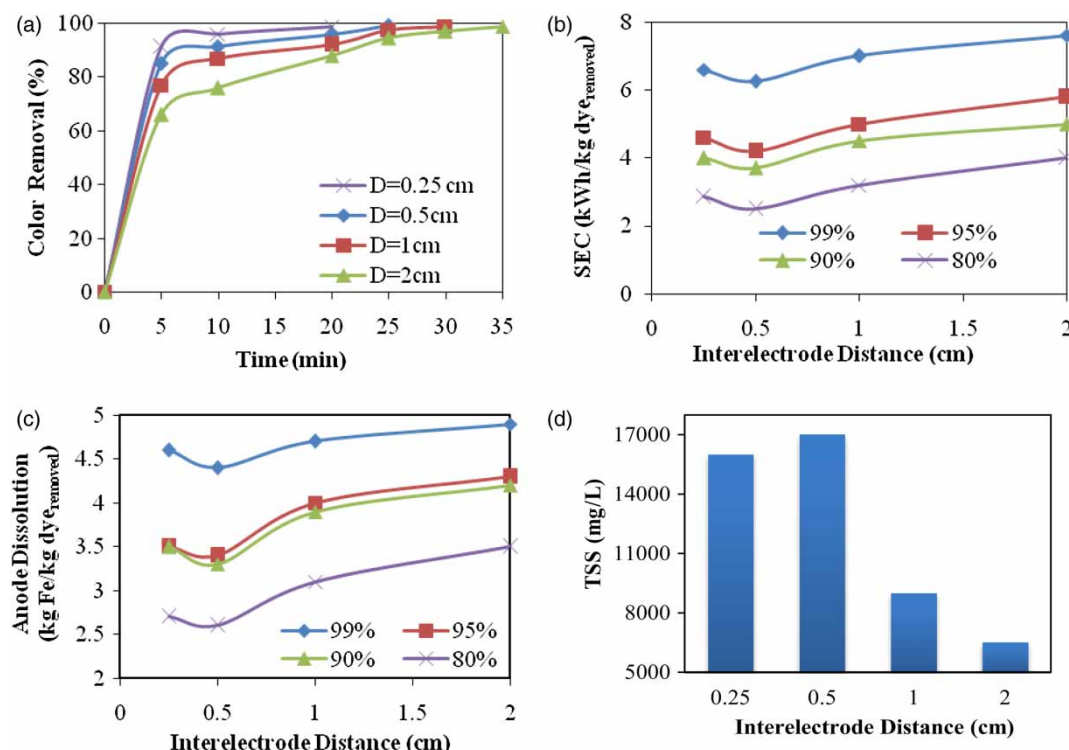 (a)
100
80
60
40
20
0
Color Removal (%)
D=0.25 cm
D=0.5cm
D=1cm
D=2cm
0 5 10 15 20 25 30 35
Time (min)
(b)
8
6
4
2
0
SEC (kWh/kg dye removed)
99% 95%
90% 80%
0 0.5 1 1.5 2
Interelectrode Distance (cm)
(c)
5
4.5
4
3.5
3
2.5
2
Anode Dissolution
(kg Fe/kg dye removed)
99% 95%
90% 80%
0 0.5 1 1.5 2
Interelectrode Distance (cm)
(d)
17000
14000
11000
8000
5000
TSS (mg/L)
0.25 0.5 1 2
Interelectrode Distance (cm)